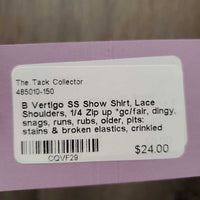 The Tack Collector
485010-150
B Vertigo SS Show Shirt, Lace
Shoulders, 1/4 Zip up *gc/fair, dingy.
snags, runs, rubs, older, pits:
stains & broken elastics, crinkled
CQVF29
$24.00